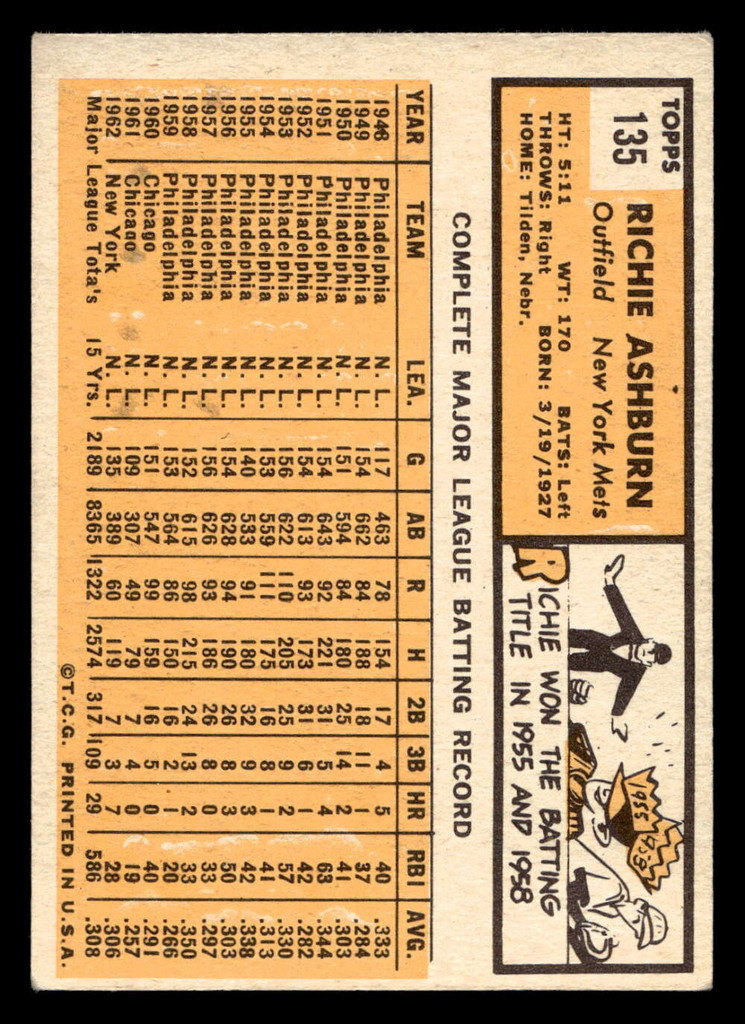 TOPPS
135
RICHIE ASHBURN
Outfield New York Mets
HT: 5:11 WT: 170 BATS: Left
THROWS: Right BORN: 3/19/1927
HOME: Tilden, Nebr.
1955 '58
RICHIE WON THE BATTING
TITLE IN 1955 AND 1958
COMPLETE MAJOR LEAGUE BATTING RECORD
YEAR TEAM LEA. G AB R H 2B 3B HR RBI AVG.
1948 Philadelphia N. L. 117 463 78 154 17 4 5 40 .333
1949 Philadelphia N. L. 154 662 84 188 18 11 1 37 .284
1950 Philadelphia N. L. 151 594 84 180 25 14 2 41 .303
1951 Philadelphia N. L. 154 643 92 221 31 5 4 63 .344
1952 Philadelphia N. L. 154 613 93 173 31 6 1 42 .282
1953 Philadelphia N. L. 156 622 110 205 25 9 2 57 .330
1954 Philadelphia N. L. 153 559 111 175 16 8 1 41 .313
1955 Philadelphia N. L. 140 533 91 180 32 9 3 42 .338
1956 Philadelphia N. L. 154 628 94 190 26 8 3 50 .303
1957 Philadelphia N. L. 156 626 93 186 26 8 0 33 .297
1958 Philadelphia N. L. 152 615 98 215 24 13 2 33 .350
1959 Philadelphia N. L. 153 564 86 150 16 2 1 20 .266
1960 Chicago N. L. 151 547 99 159 16 5 0 40 .291
1961 Chicago N. L. 109 307 49 79 7 4 0 19 .257
1962 New York N. L. 135 389 60 119 7 3 7 28 .306
Major League Tota's 15 Yrs. 2189 8365 1322 2574 317 109 29 586 .308
©T.C.G. PRINTED IN U.S.A.